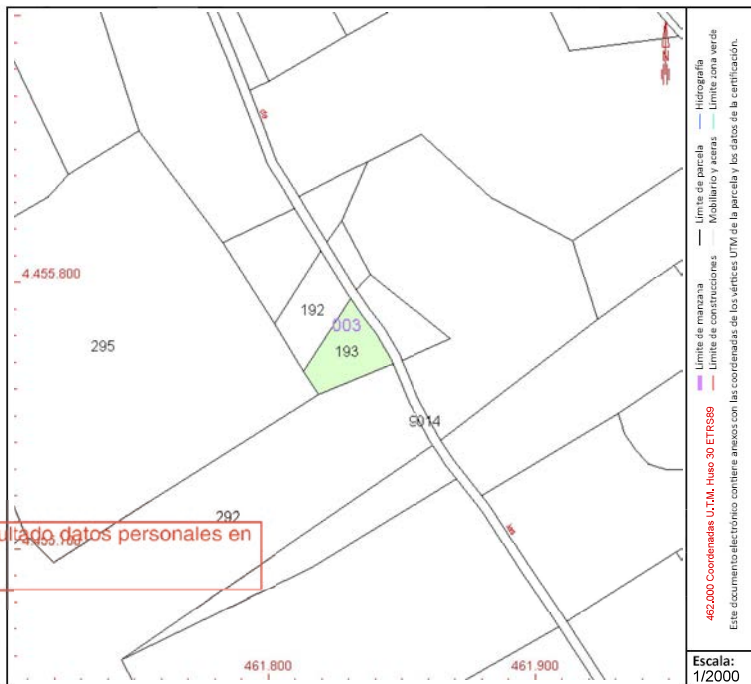 4.455.800
192
003
193
295
9014
292
ultado datos personales en
4.455.700
461.800
461.900
Límite de manzana
Límite de parcela
Hidrografía
Límite de construcciones
Mobiliario y aceras
Límite zona verde
462,000 Coordenadas U.T.M. Huso 30 ETRS89
Este documento electrónico contiene anexos con las coordenadas de los vértices UTM de la parcela y los datos de la certificación.
Escala:
1/2000